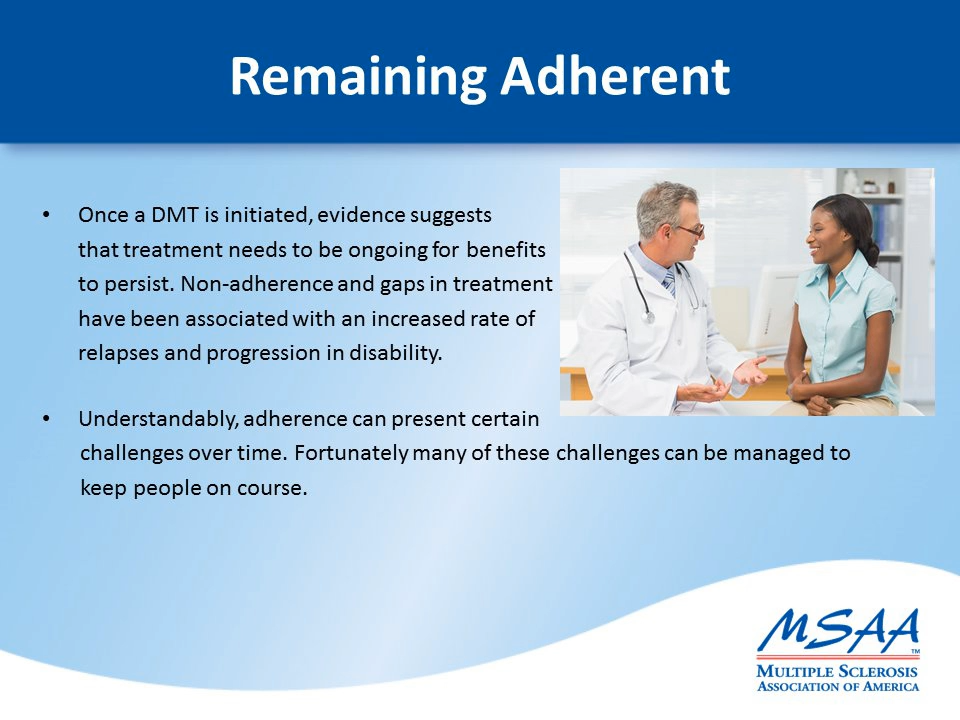 Remaining Adherent
• Once a DMT is initiated, evidence suggests
that treatment needs to be ongoing for benefits
to persist. Non-adherence and gaps in treatment
have been associated with an increased rate of
relapses and progression in disability.
• Understandably, adherence can present certain
challenges over time. Fortunately many of these challenges can be managed to
keep people on course.
MSAA™
MULTIPLE SCLEROSIS
ASSOCIATION OF AMERICA